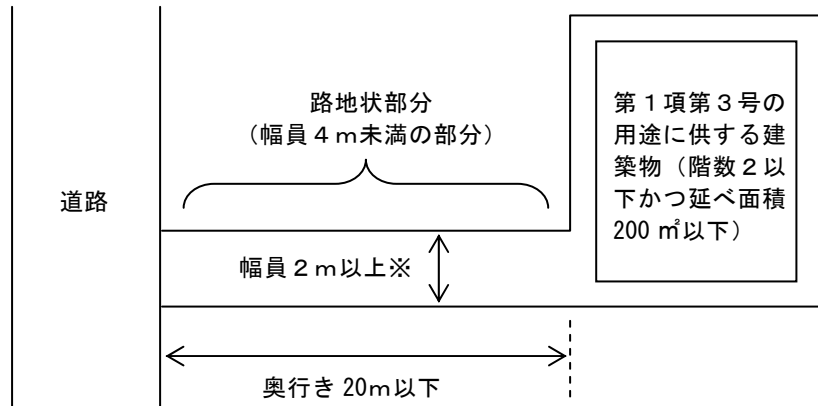 路地状部分
（幅員４ｍ未満の部分）
第１項第３号の
用途に供する建
築物（階数２以
下かつ延べ面積
200 ㎡以下）
道路
幅員２ｍ以上※
奥行き 20ｍ以下